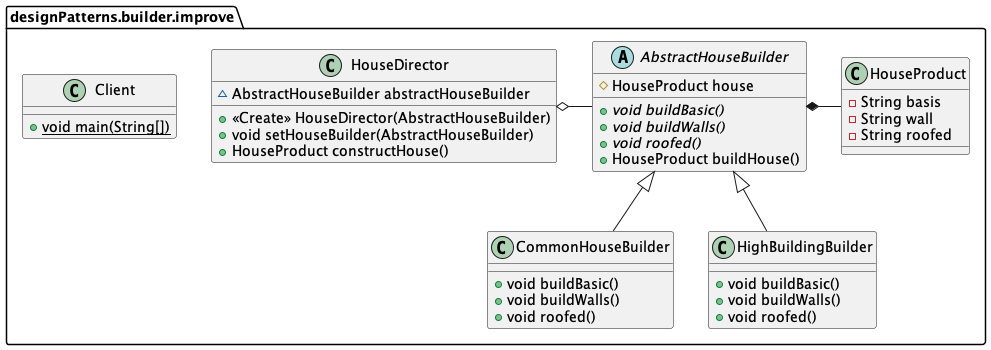 designPatterns.builder.improve
C Client
void main(String[])
C HouseDirector
AbstractHouseBuilder abstractHouseBuilder
«Create» HouseDirector(AbstractHouseBuilder)
void setHouseBuilder(AbstractHouseBuilder)
HouseProduct constructHouse()
A AbstractHouseBuilder
HouseProduct house
void buildBasic()
void buildWalls()
void roofed()
HouseProduct buildHouse()
C HouseProduct
String basis
String wall
String roofed
C CommonHouseBuilder
void buildBasic()
void buildWalls()
void roofed()
C HighBuildingBuilder
void buildBasic()
void buildWalls()
void roofed()